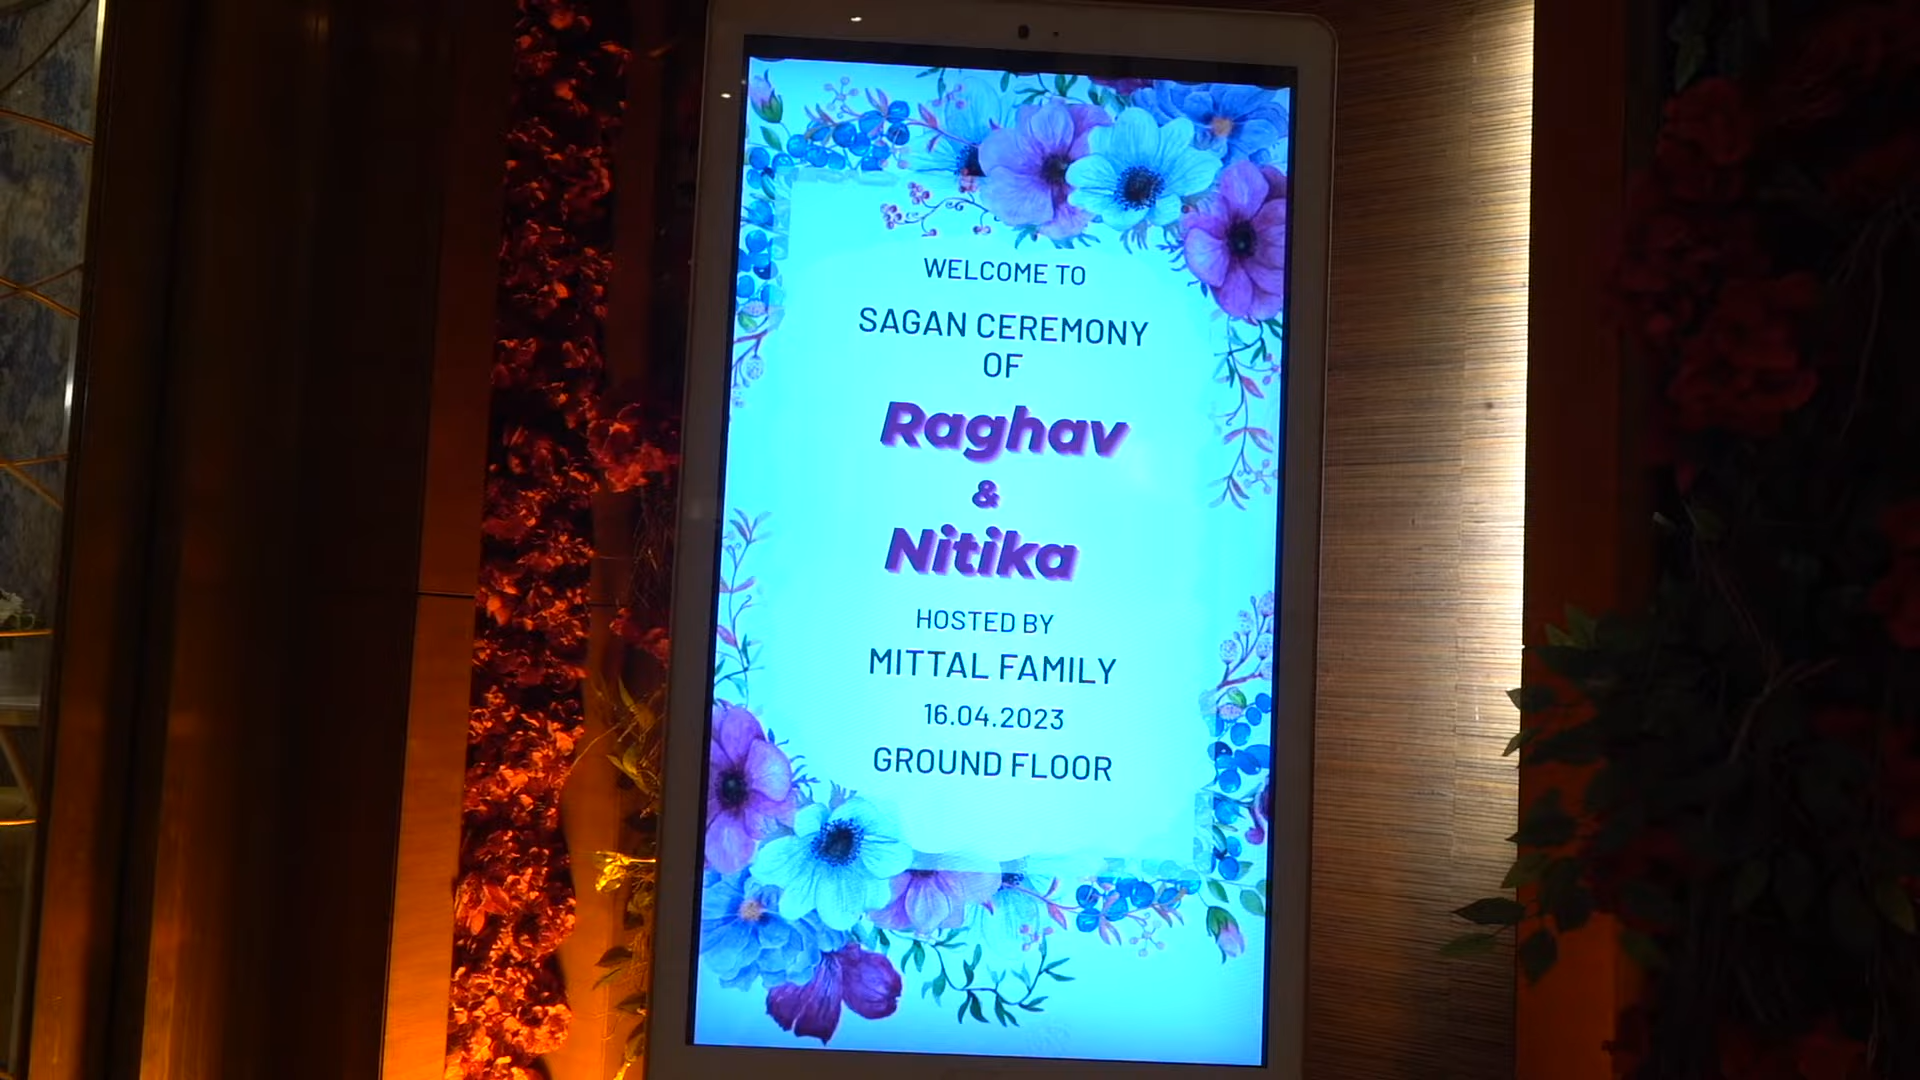 WELCOME TO
SAGAN CEREMONY
OF
Raghav
&
Nitika
HOSTED BY
MITTAL FAMILY
16.04.2023
GROUND FLOOR